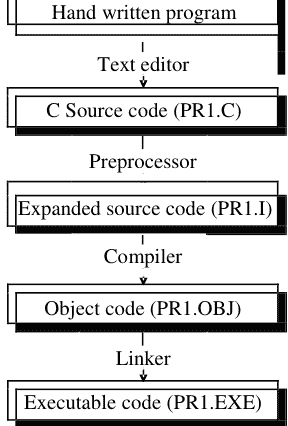 Hand written program
Text editor
C Source code (PR1.C)
Preprocessor
Expanded source code (PR1.I)
Compiler
Object code (PR1.OBJ)
Linker
Executable code (PR1.EXE)